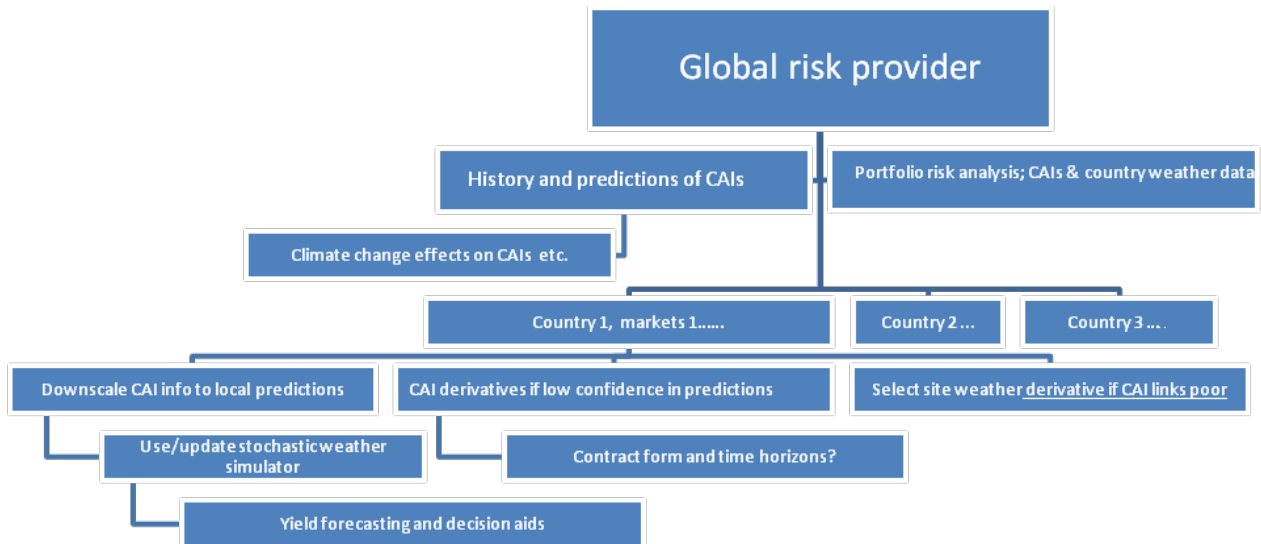 Global risk provider
History and predictions of CAIs
Portfolio risk analysis; CAIs & country weather data
Climate change effects on CAIs etc.
Country 1, markets 1......
Country 2 ...
Country 3 .....
Downscale CAI info to local predictions
CAI derivatives if low confidence in predictions
Select site weather derivative if CAI links poor
Use/update stochastic weather
simulator
Contract form and time horizons?
Yield forecasting and decision aids